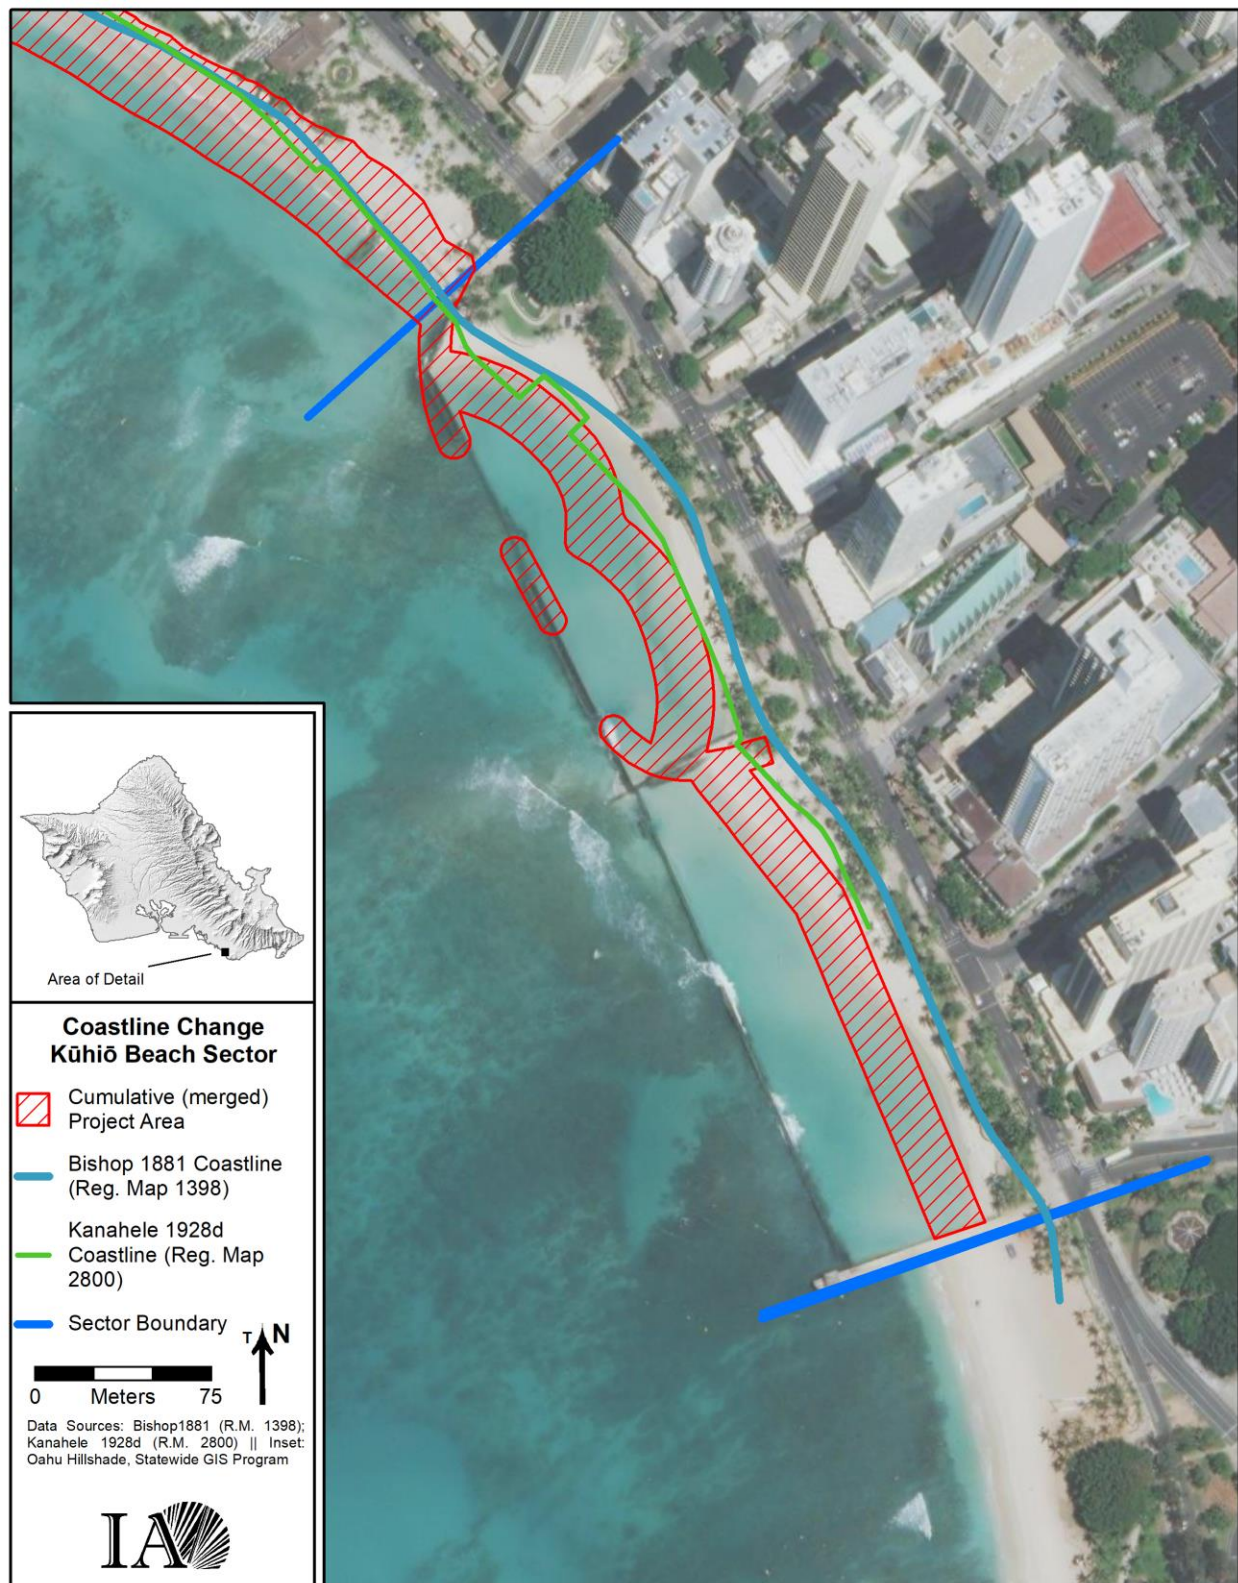 Area of Detail
Coastline Change
Kūhiō Beach Sector
Cumulative (merged)
Project Area
Bishop 1881 Coastline
(Reg. Map 1398)
Kanahele 1928d
Coastline (Reg. Map
2800)
Sector Boundary
T N
0 Meters 75
Data Sources: Bishop1881 (R.M. 1398);
Kanahele 1928d (R.M. 2800) || Inset:
Oahu Hillshade, Statewide GIS Program
IA